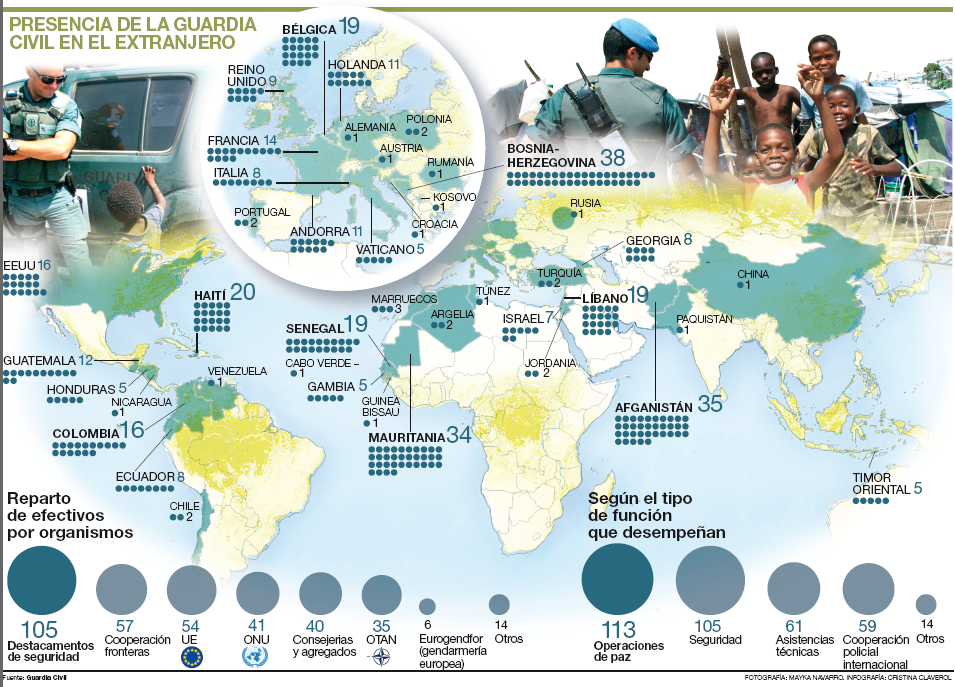 PRESENCIA DE LA GUARDIA
CIVIL EN EL EXTRANJERO
BÉLGICA 19
HOLANDA 11
REINO
UNIDO 9
FRANCIA 14
ITALIA 8
ALEMANIA
1
POLONIA
2
AUSTRIA
1
RUMANÍA
1
KOSOVO
1
CROACIA
1
PORTUGAL
2
ANDORRA 11
VATICANO 5
BOSNIA-
HERZEGOVINA 38
RUSIA
1
GEORGIA 8
TURQUÍA
2
CHINA
1
EEUU 16
HAITÍ 20
MARRUECOS
3
TÚNEZ
1
ARGELIA
2
LÍBANO 19
ISRAEL 7
PAQUISTÁN
1
JORDANIA
2
SENEGAL 19
CABO VERDE
1
GAMBIA 5
GUINEA
BISSAU
1
MAURITANIA 34
AFGANISTÁN 35
GUATEMALA 12
HONDURAS 5
NICARAGUA
1
VENEZUELA
1
COLOMBIA 16
ECUADOR 8
CHILE
2
TIMOR
ORIENTAL 5
Reparto
de efectivos
por organismos
105
Destacamentos
de seguridad
57
Cooperación
fronteras
54
UE
41
ONU
40
Consejerias
y agregados
35
OTAN
6
Eurogendfor
(gendarmería
europea)
14
Otros
Según el tipo
de función
que desempeñan
113
Operaciones
de paz
105
Seguridad
61
Asistencias
técnicas
59
Cooperación
policial
internacional
14
Otros
Fuente: Guardia Civil
FOTOGRAFÍA: MAYKA NAVARRO. INFOGRAFÍA: CRISTINA CLAVEROL